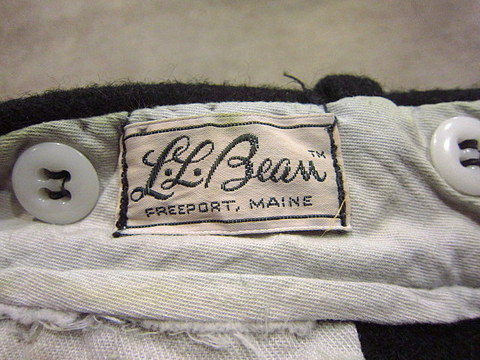 L.L. Bean™
FREEPORT, MAINE